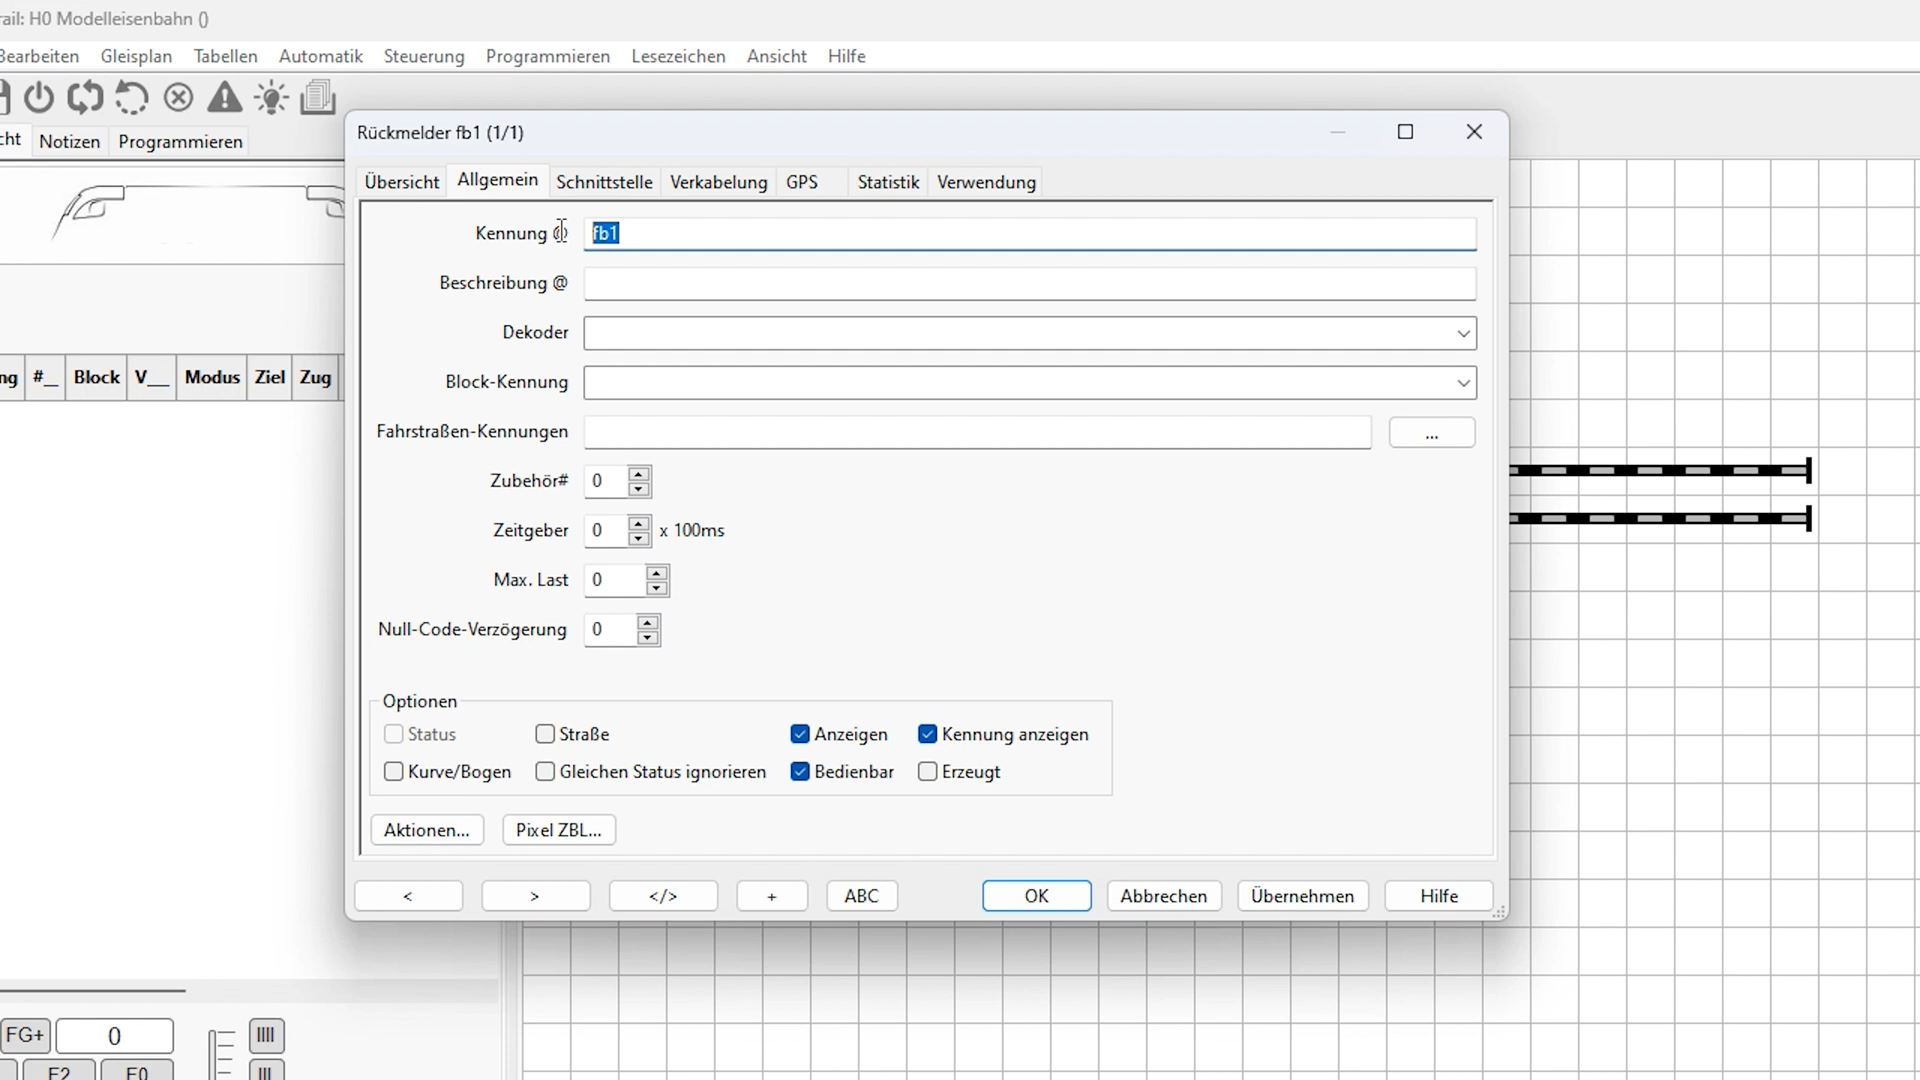 rail: H0 Modelleisenbahn ()
Bearbeiten Gleisplan Tabellen Automatik Steuerung Programmieren Lesezeichen Ansicht Hilfe
cht Notizen Programmieren
Rückmelder fb1 (1/1)
Übersicht Allgemein Schnittstelle Verkabelung GPS Statistik Verwendung
Kennung @ fb1
Beschreibung @
Dekoder
ng #_ Block V__ Modus Ziel Zug
Block-Kennung
Fahrstraßen-Kennungen ...
Zubehör# 0
Zeitgeber 0 x 100ms
Max. Last 0
Null-Code-Verzögerung 0
Optionen
Status Straße Anzeigen Kennung anzeigen
Kurve/Bogen Gleichen Status ignorieren Bedienbar Erzeugt
Aktionen... Pixel ZBL...
< > </> + ABC OK Abbrechen Übernehmen Hilfe
FG+ 0 IIII
F2 F0 III